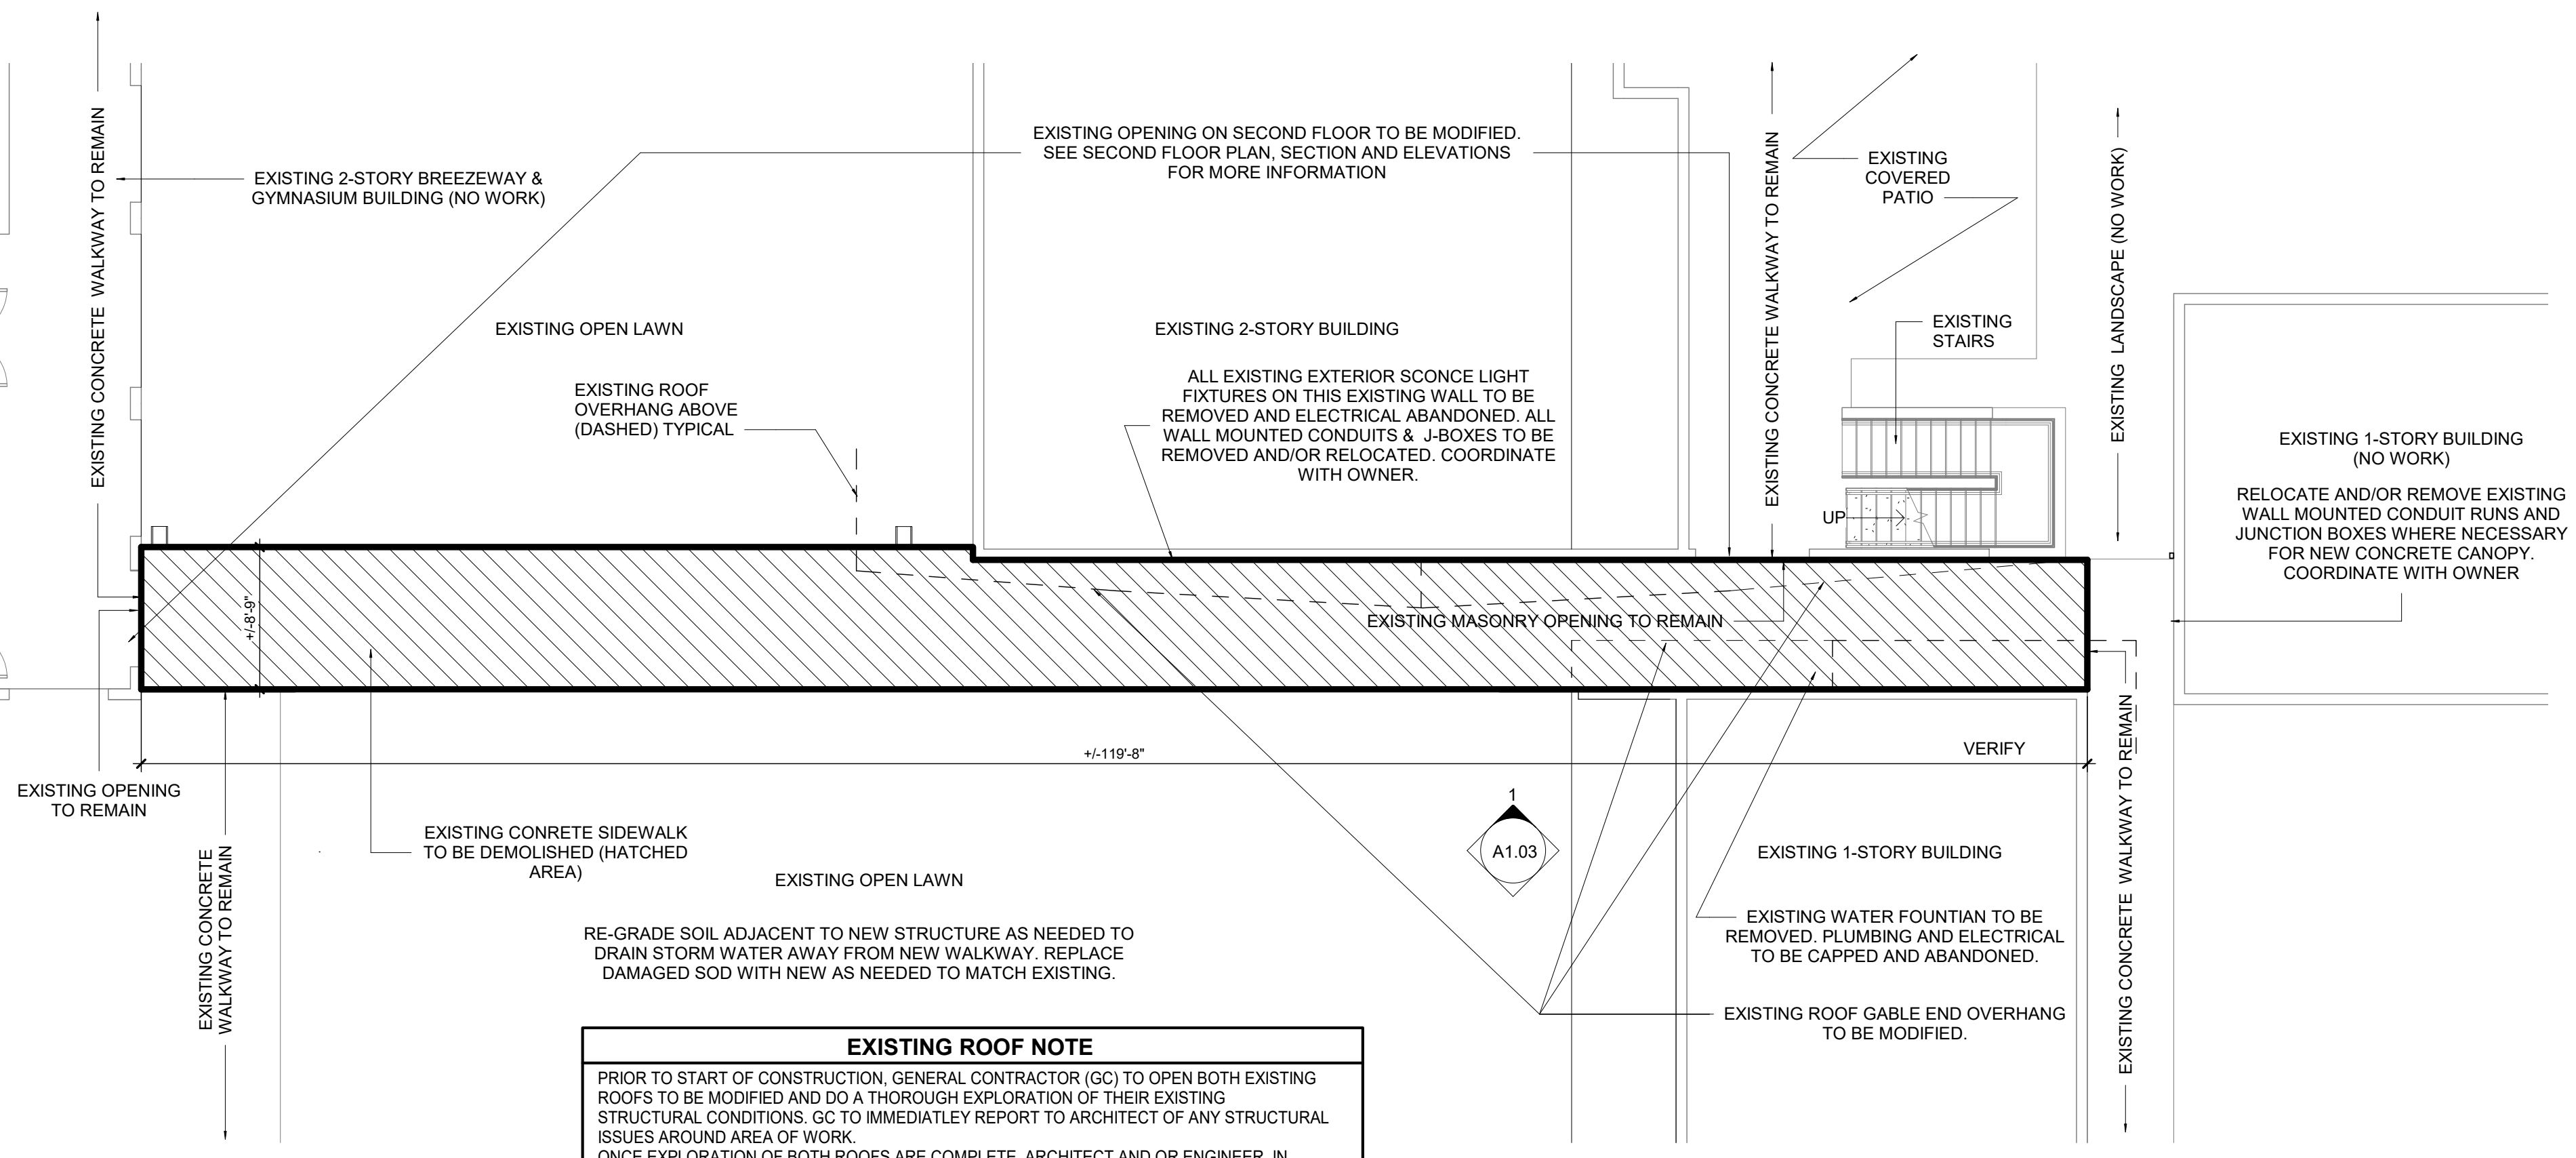 EXISTING CONCRETE  WALKWAY TO REMAIN
EXISTING 2-STORY BREEZEWAY &
GYMNASIUM BUILDING (NO WORK)
EXISTING OPENING ON SECOND FLOOR TO BE MODIFIED.
SEE SECOND FLOOR PLAN, SECTION AND ELEVATIONS
FOR MORE INFORMATION
EXISTING CONCRETE WALKWAY TO REMAIN
EXISTING
COVERED
PATIO
EXISTING  LANDSCAPE (NO WORK)
EXISTING OPEN LAWN
EXISTING 2-STORY BUILDING
EXISTING
STAIRS
EXISTING ROOF
OVERHANG ABOVE
(DASHED) TYPICAL
ALL EXISTING EXTERIOR SCONCE LIGHT
FIXTURES ON THIS EXISTING WALL TO BE
REMOVED AND ELECTRICAL ABANDONED. ALL
WALL MOUNTED CONDUITS &  J-BOXES TO BE
REMOVED AND/OR RELOCATED. COORDINATE
WITH OWNER.
EXISTING 1-STORY BUILDING
(NO WORK)
RELOCATE AND/OR REMOVE EXISTING
WALL MOUNTED CONDUIT RUNS AND
JUNCTION BOXES WHERE NECESSARY
FOR NEW CONCRETE CANOPY.
COORDINATE WITH OWNER
UP
+/-8'-9"
EXISTING MASONRY OPENING TO REMAIN
+/-119'-8"
VERIFY
EXISTING OPENING
TO REMAIN
EXISTING CONCRETE
WALKWAY TO REMAIN
EXISTING CONRETE SIDEWALK
TO BE DEMOLISHED (HATCHED
AREA)
EXISTING OPEN LAWN
1
A1.03
EXISTING 1-STORY BUILDING
EXISTING CONCRETE  WALKWAY TO REMAIN
RE-GRADE SOIL ADJACENT TO NEW STRUCTURE AS NEEDED TO
DRAIN STORM WATER AWAY FROM NEW WALKWAY. REPLACE
DAMAGED SOD WITH NEW AS NEEDED TO MATCH EXISTING.
EXISTING WATER FOUNTIAN TO BE
REMOVED. PLUMBING AND ELECTRICAL
TO BE CAPPED AND ABANDONED.
EXISTING ROOF GABLE END OVERHANG
TO BE MODIFIED.
EXISTING ROOF NOTE
PRIOR TO START OF CONSTRUCTION, GENERAL CONTRACTOR (GC) TO OPEN BOTH EXISTING
ROOFS TO BE MODIFIED AND DO A THOROUGH EXPLORATION OF THEIR EXISTING
STRUCTURAL CONDITIONS. GC TO IMMEDIATLEY REPORT TO ARCHITECT OF ANY STRUCTURAL
ISSUES AROUND AREA OF WORK.
ONCE EXPLORATION OF BOTH ROOFS ARE COMPLETE, ARCHITECT AND OR ENGINEER, IN